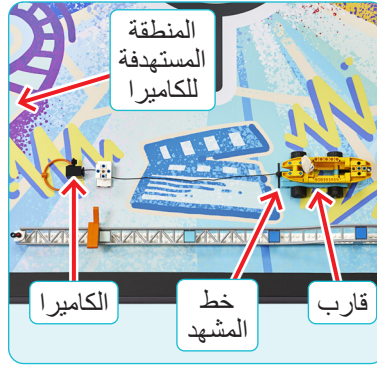 المنطقة
المستهدفة
للكاميرا
الكاميرا
خط
المشهد
قارب